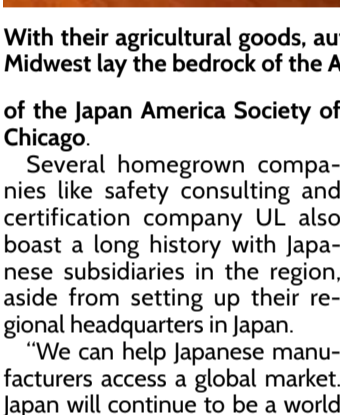 With their agricultural goods, au
Midwest lay the bedrock of the A
of the Japan America Society of
Chicago.
Several homegrown compa-
nies like safety consulting and
certification company UL also
boast a long history with Japa-
nese subsidiaries in the region,
aside from setting up their re-
gional headquarters in Japan.
“We can help Japanese manu-
facturers access a global market.
Japan will continue to be a world